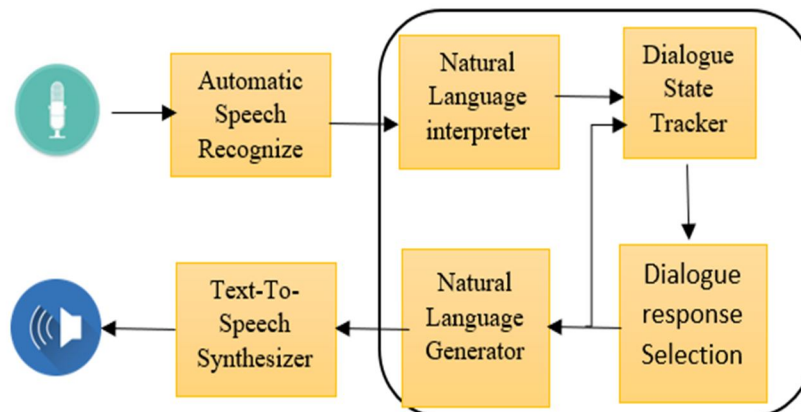 Automatic
Speech
Recognize
Natural
Language
interpreter
Dialogue
State
Tracker
Text-To-
Speech
Synthesizer
Natural
Language
Generator
Dialogue
response
Selection